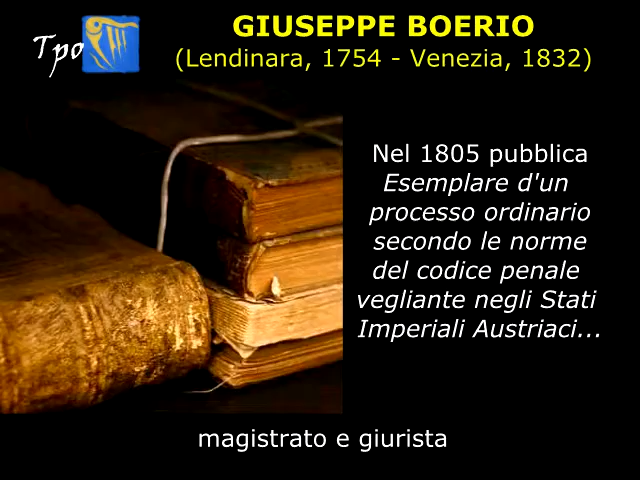 Tpo
GIUSEPPE BOERIO
(Lendinara, 1754 - Venezia, 1832)
Nel 1805 pubblica
Esemplare d'un
processo ordinario
secondo le norme
del codice penale
vegliante negli Stati
Imperiali Austriaci...
magistrato e giurista